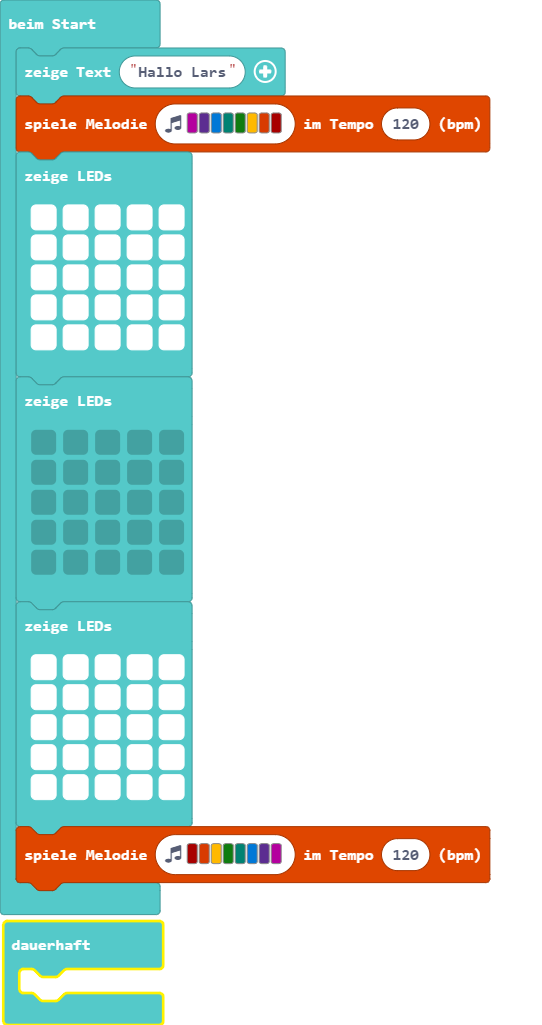 beim Start
zeige Text "Hallo Lars"
spiele Melodie im Tempo 120 (bpm)
zeige LEDs
zeige LEDs
zeige LEDs
spiele Melodie im Tempo 120 (bpm)
dauerhaft